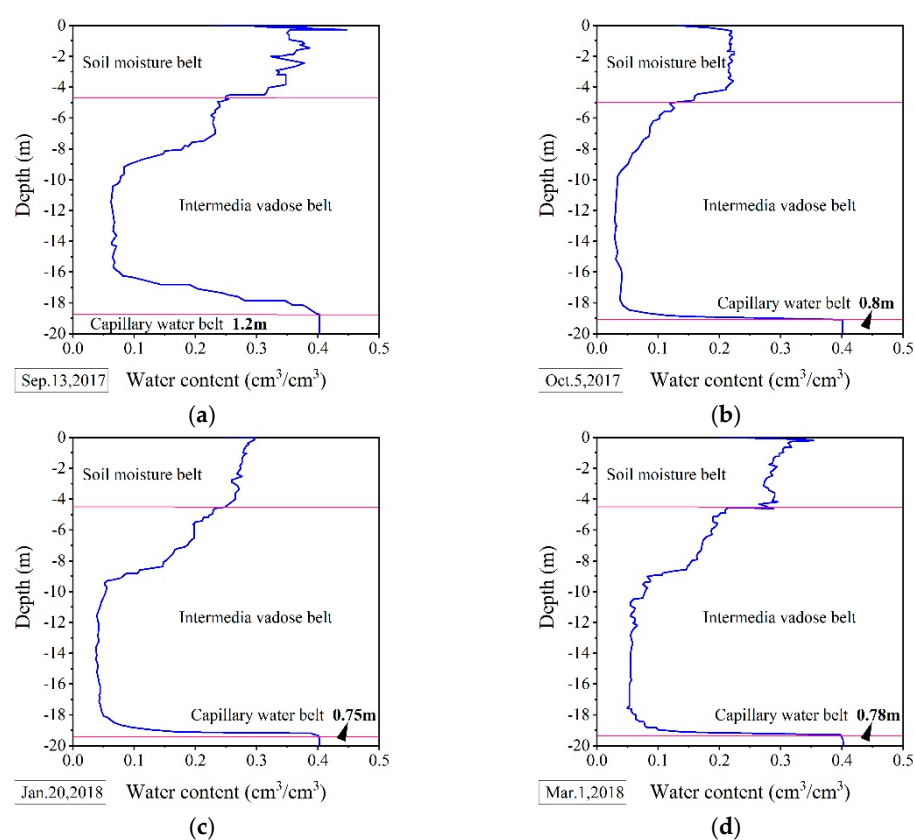 0
-2
-4
-6
-8
-10
-12
-14
-16
-18
-20
Depth (m)
Soil moisture belt
Intermedia vadose belt
Capillary water belt 1.2m
0.0 0.1 0.2 0.3 0.4 0.5
Sep.13,2017
Water content (cm³/cm³)
(a)
0
-2
-4
-6
-8
-10
-12
-14
-16
-18
-20
Depth (m)
Soil moisture belt
Intermedia vadose belt
Capillary water belt 0.8m
0.0 0.1 0.2 0.3 0.4 0.5
Oct.5,2017
Water content (cm³/cm³)
(b)
0
-2
-4
-6
-8
-10
-12
-14
-16
-18
-20
Depth (m)
Soil moisture belt
Intermedia vadose belt
Capillary water belt 0.75m
0.0 0.1 0.2 0.3 0.4 0.5
Jan.20,2018
Water content (cm³/cm³)
(c)
0
-2
-4
-6
-8
-10
-12
-14
-16
-18
-20
Depth (m)
Soil moisture belt
Intermedia vadose belt
Capillary water belt 0.78m
0.0 0.1 0.2 0.3 0.4 0.5
Mar.1,2018
Water content (cm³/cm³)
(d)